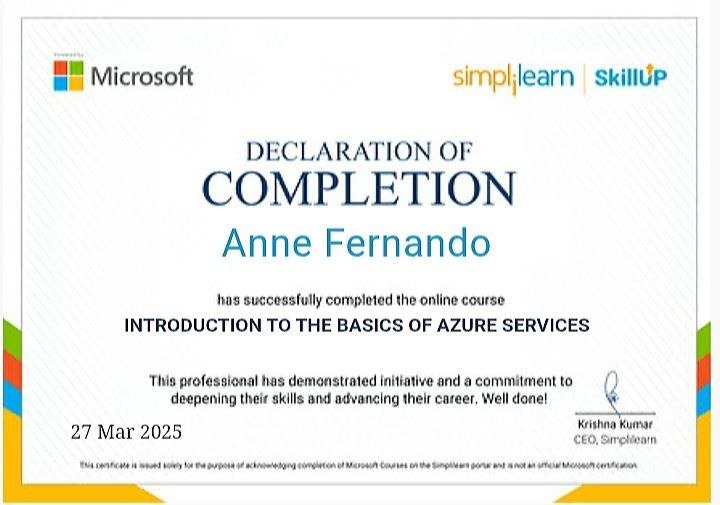 Powered by
Microsoft
simplilearn | SkillUP
DECLARATION OF
COMPLETION
Anne Fernando
has successfully completed the online course
INTRODUCTION TO THE BASICS OF AZURE SERVICES
This professional has demonstrated initiative and a commitment to
deepening their skills and advancing their career. Well done!
27 Mar 2025
Krishna Kumar
CEO, Simplilearn
This certificate is issued solely for the purpose of acknowledging completion of Microsoft Courses on the Simplilearn portal and is not an official Microsoft certification.